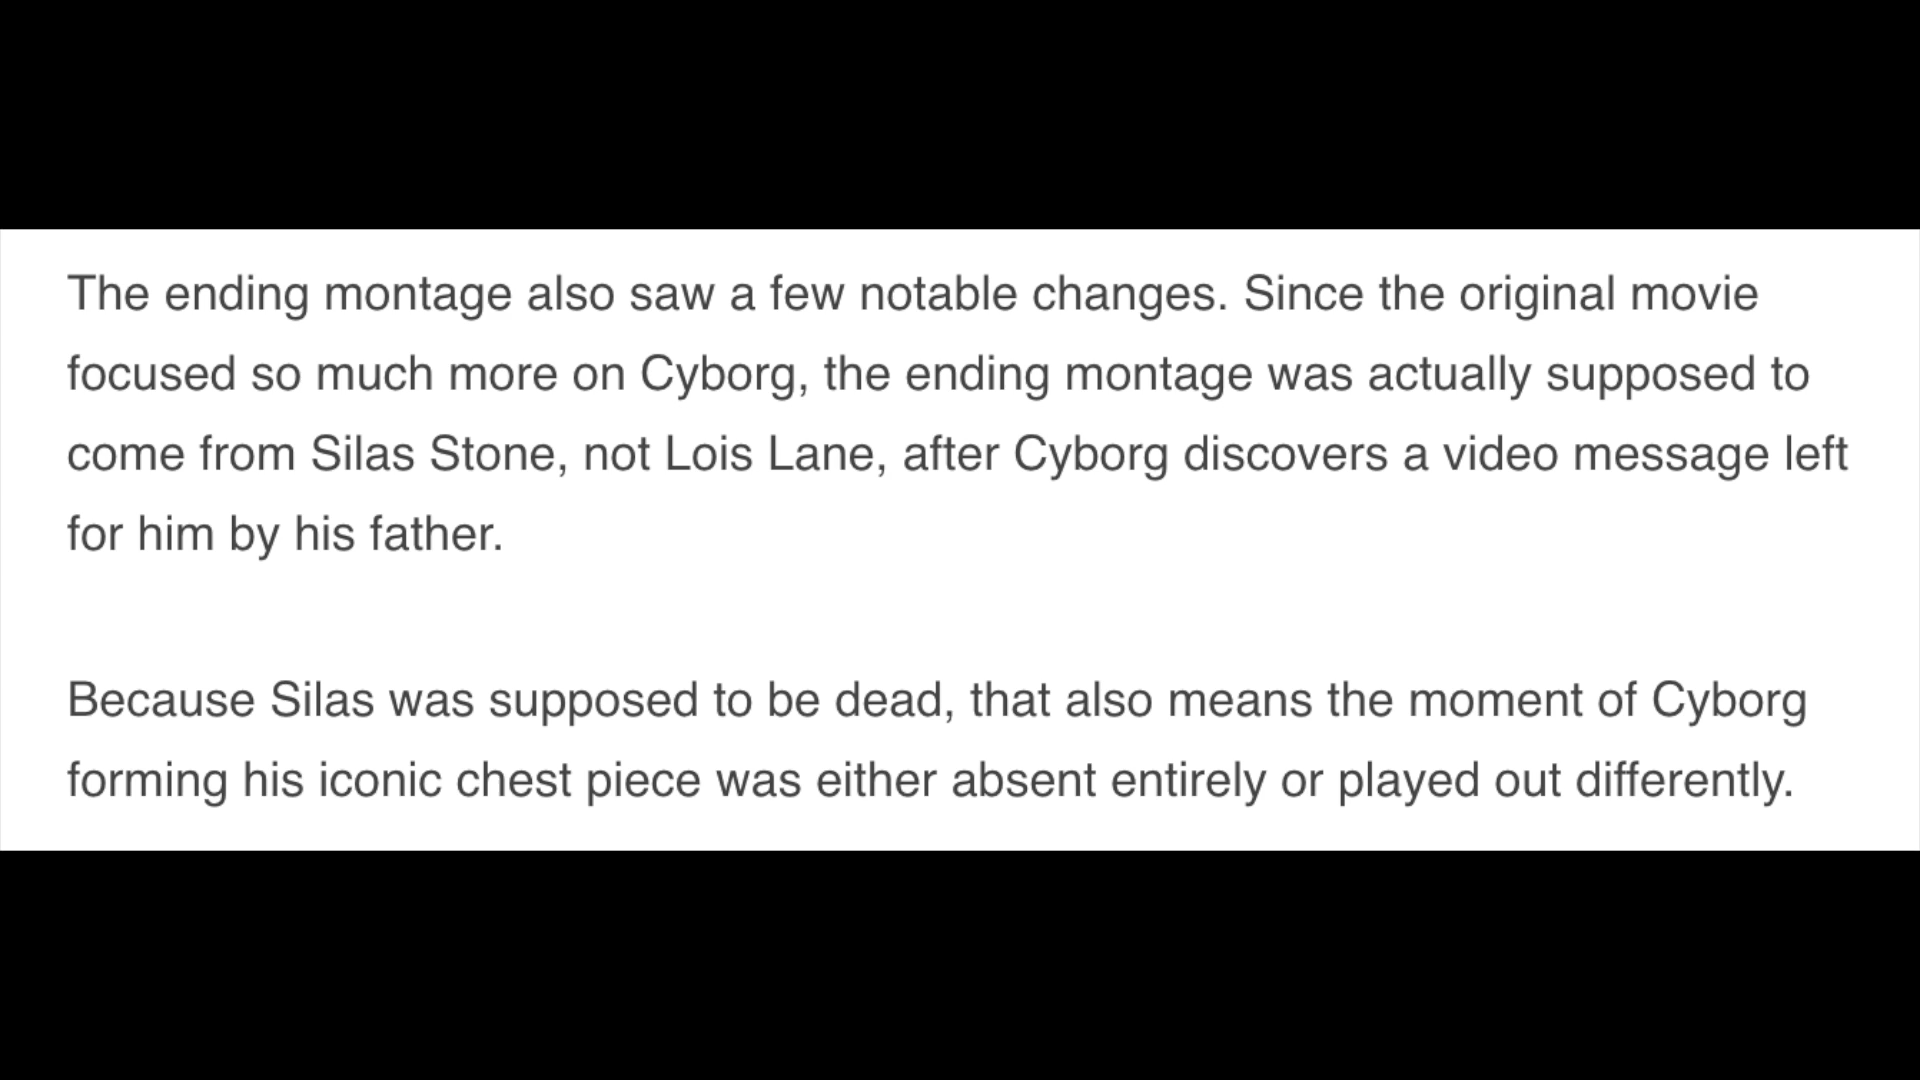 The ending montage also saw a few notable changes. Since the original movie
focused so much more on Cyborg, the ending montage was actually supposed to
come from Silas Stone, not Lois Lane, after Cyborg discovers a video message left
for him by his father.
Because Silas was supposed to be dead, that also means the moment of Cyborg
forming his iconic chest piece was either absent entirely or played out differently.